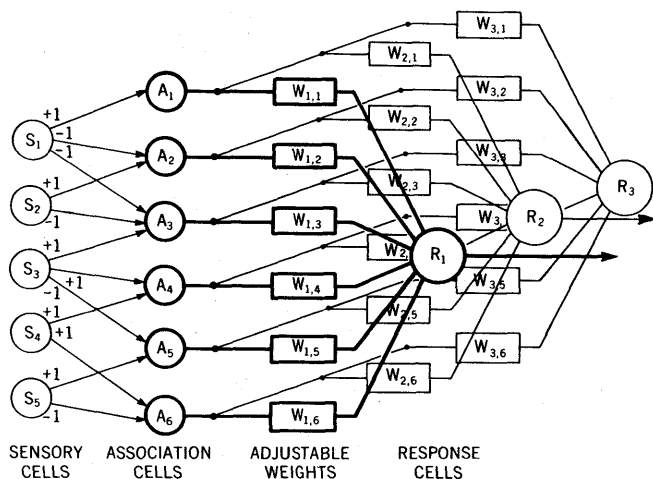 W3,1
W2,1
A1
W1,1
+1
W3,2
S1
-1
-1
W2,2
A2
W1,2
+1
W3,3
S2
-1
W2,3
R3
A3
W1,3
W3,
R2
+1
W2,
R1
S3
A4
W1,4
W3,5
-1
+1
+1
W2,5
S4
+1
A5
W1,5
W3,6
+1
W2,6
S5
-1
A6
W1,6
SENSORY CELLS
ASSOCIATION CELLS
ADJUSTABLE WEIGHTS
RESPONSE CELLS